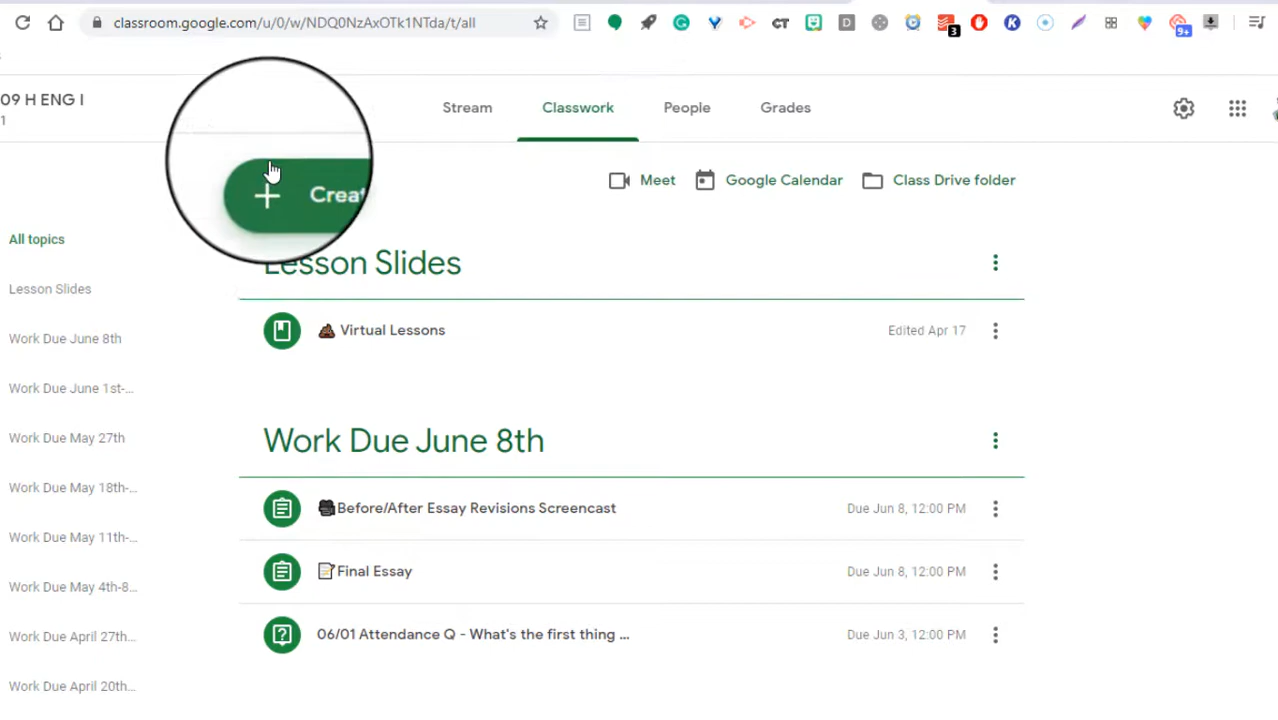 classroom.google.com/u/0/w/NDQ0NzAxOTk1NTda/t/all
CT
D
3
K
9+
09 H ENG I
1
Stream
Classwork
People
Grades
+ Creat
Meet
Google Calendar
Class Drive folder
All topics
Lesson Slides
Work Due June 8th
Work Due June 1st-...
Work Due May 27th
Work Due May 18th-...
Work Due May 11th-...
Work Due May 4th-8...
Work Due April 27th...
Work Due April 20th...
Lesson Slides
💩 Virtual Lessons
Edited Apr 17
Work Due June 8th
Before/After Essay Revisions Screencast
Due Jun 8, 12:00 PM
📝Final Essay
Due Jun 8, 12:00 PM
06/01 Attendance Q - What's the first thing ...
Due Jun 3, 12:00 PM